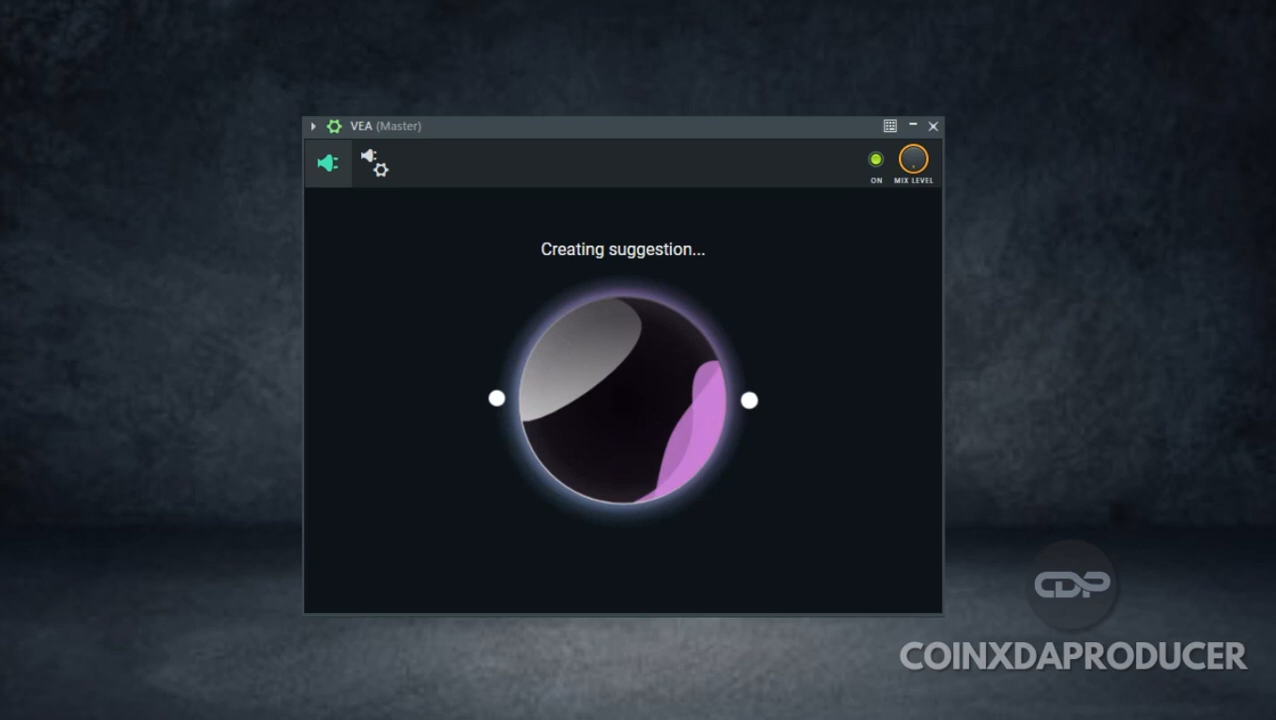 VEA (Master)
ON
MIX LEVEL
Creating suggestion...
CDP
COINXDAPRODUCER